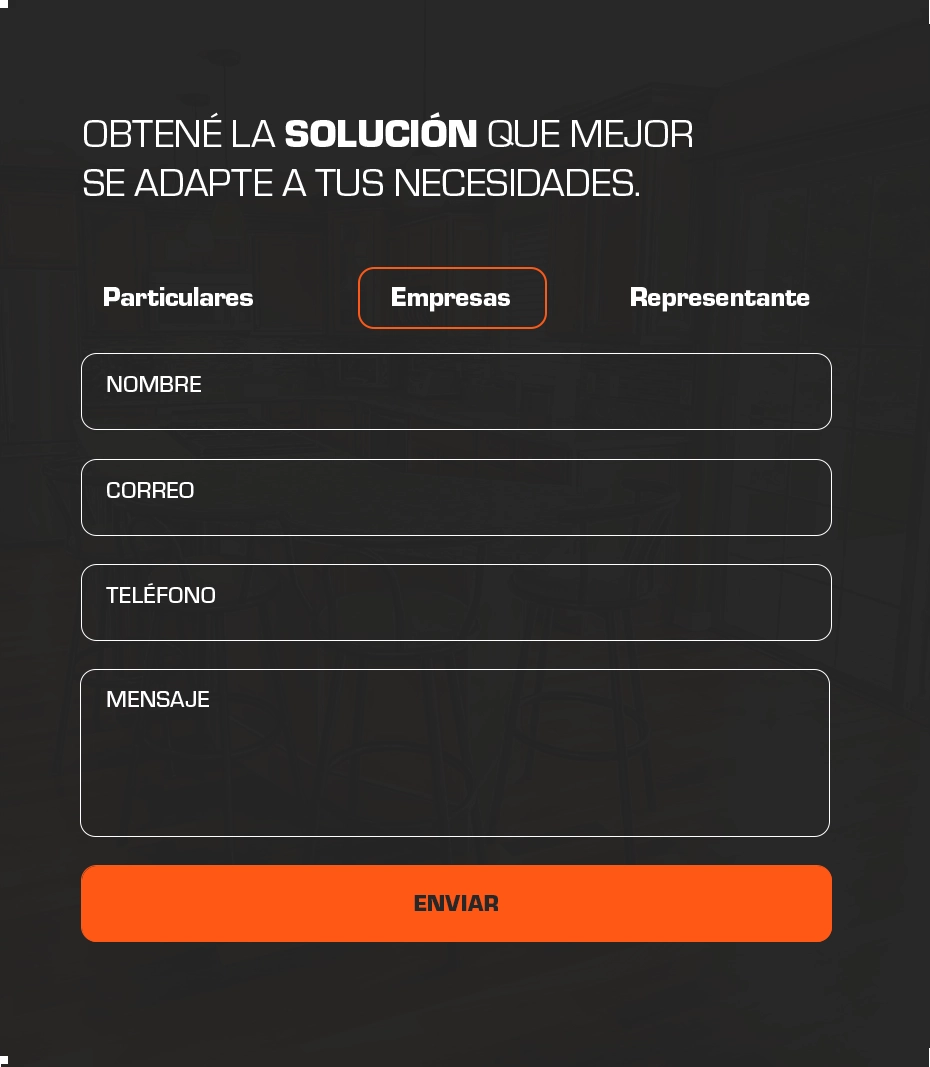 OBTENÉ LA SOLUCIÓN QUE MEJOR
SE ADAPTE A TUS NECESIDADES.
Particulares Empresas Representante
NOMBRE
CORREO
TELÉFONO
MENSAJE
ENVIAR